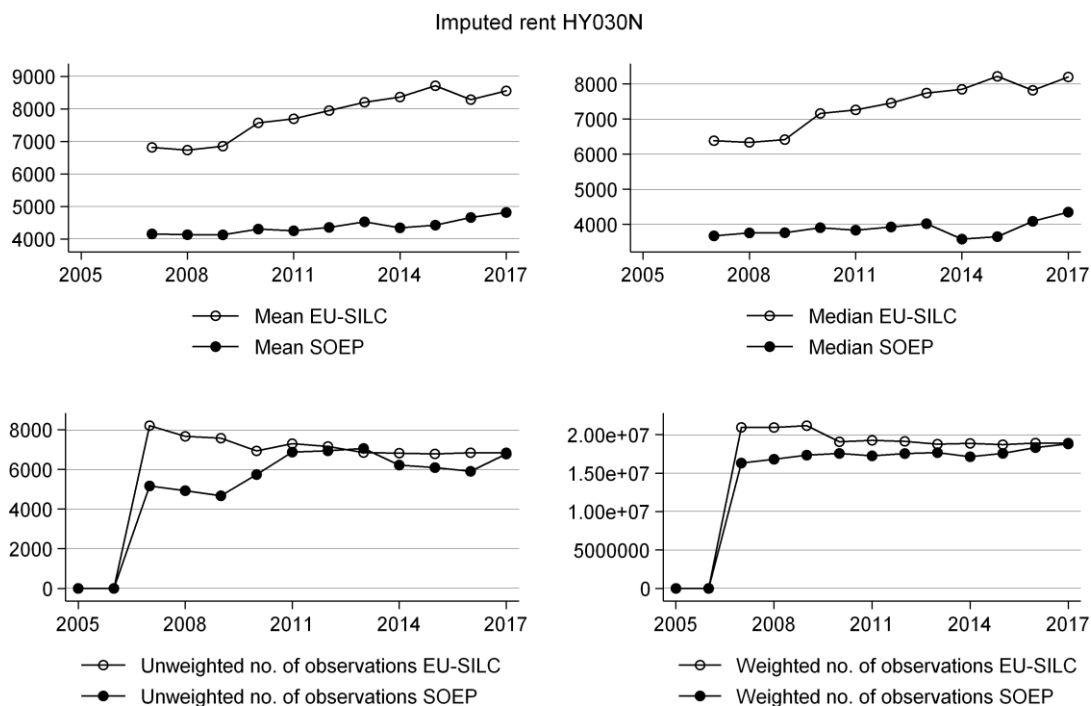 Imputed rent HY030N
9000
8000
7000
6000
5000
4000
2005 2008 2011 2014 2017
Mean EU-SILC
Mean SOEP
8000
7000
6000
5000
4000
2005 2008 2011 2014 2017
Median EU-SILC
Median SOEP
8000
6000
4000
2000
0
2005 2008 2011 2014 2017
Unweighted no. of observations EU-SILC
Unweighted no. of observations SOEP
2.00e+07
1.50e+07
1.00e+07
5000000
0
2005 2008 2011 2014 2017
Weighted no. of observations EU-SILC
Weighted no. of observations SOEP